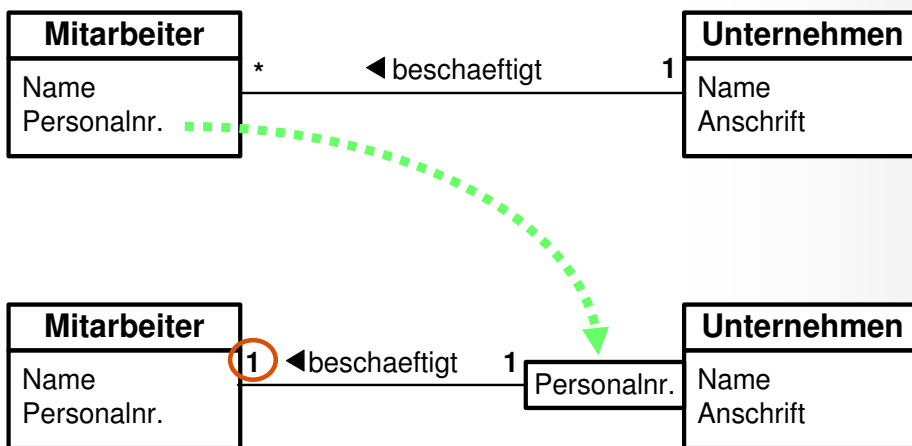 Mitarbeiter
Name
Personalnr.
* ◀ beschaeftigt 1
Unternehmen
Name
Anschrift
Mitarbeiter
Name
Personalnr.
1 ◀beschaeftigt 1
Personalnr.
Unternehmen
Name
Anschrift